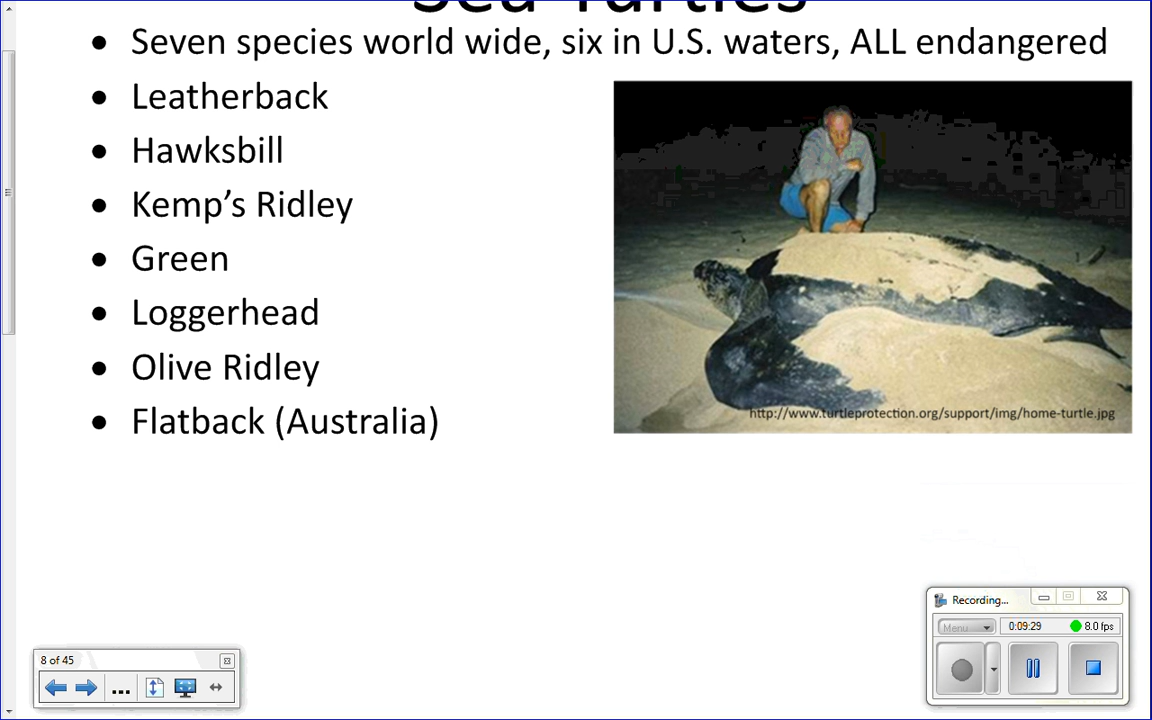 Sea Turtles
• Seven species world wide, six in U.S. waters, ALL endangered
• Leatherback
• Hawksbill
• Kemp's Ridley
• Green
• Loggerhead
• Olive Ridley
• Flatback (Australia)
http://www.turtleprotection.org/support/img/home-turtle.jpg
Recording...
Menu
0:09:29
8.0 fps
8 of 45
...